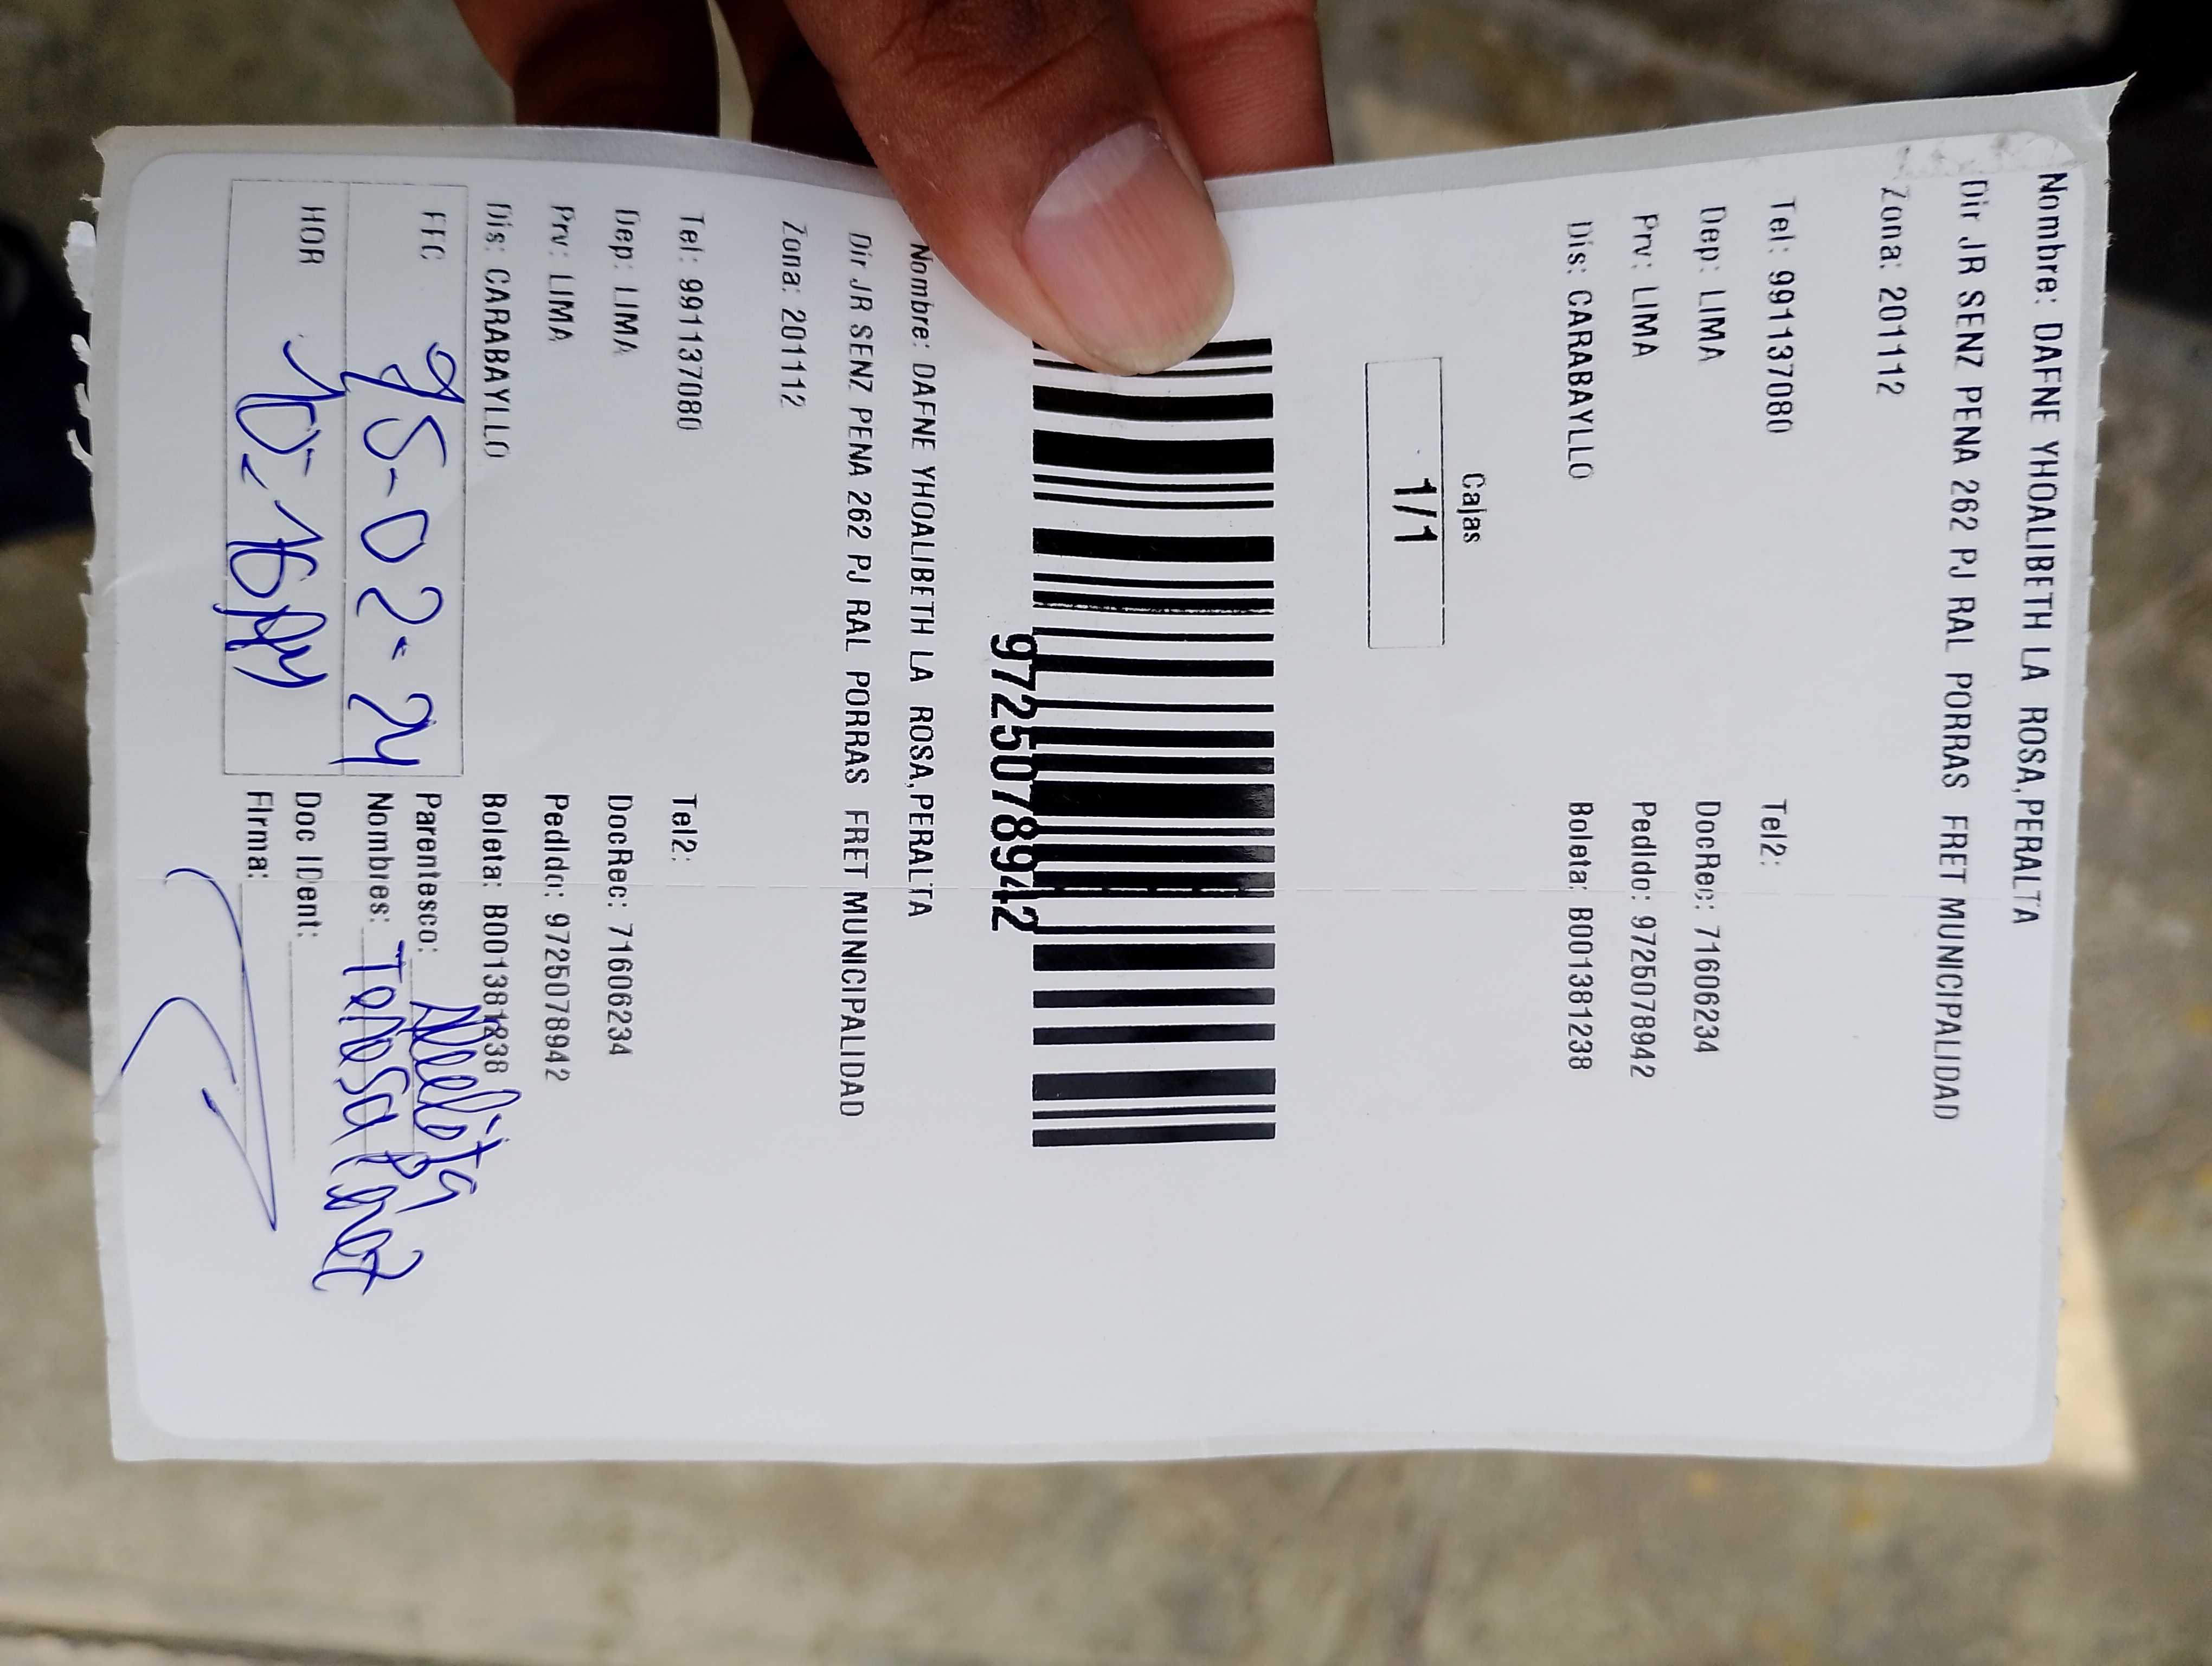 Nombre: DAFNE YHOALIBETH LA ROSA,PERALTA
Dir JR SENZ PENA 262 PJ RAL PORRAS FRET MUNICIPALIDAD
Zona: 201112
Tel: 991137080 Tel2:
Dep: LIMA DocRec: 71606234
Prv: LIMA Pedido: 9725078942
Dis: CARABAYLLO Boleta: B001381238
Cajas
1/1
9725078942
Nombre: DAFNE YHOALIBETH LA ROSA,PERALTA
Dir JR SENZ PENA 262 PJ RAL PORRAS FRET MUNICIPALIDAD
Zona: 201112
Tel: 991137080 Tel2:
Dep: LIMA DocRec: 71606234
Prv: LIMA Pedido: 9725078942
Dis: CARABAYLLO Boleta: B001381238
FEC -02-24 Parentesco:
Nombres: Teresa
HOR Doc IDent:
Firma: